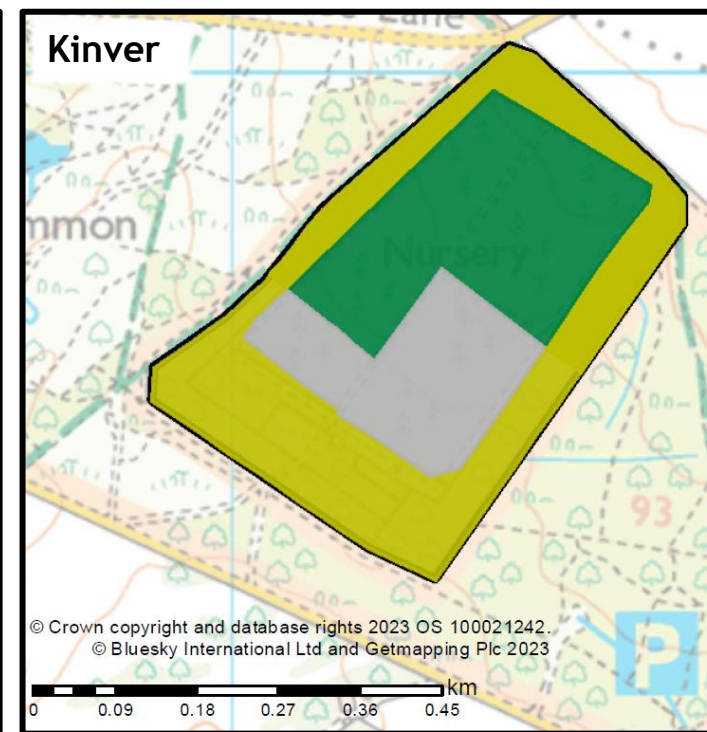 Kinver
Lane
mmon
Nursery
93
P
© Crown copyright and database rights 2023 OS 100021242.
© Bluesky International Ltd and Getmapping Plc 2023
km
0 0.09 0.18 0.27 0.36 0.45